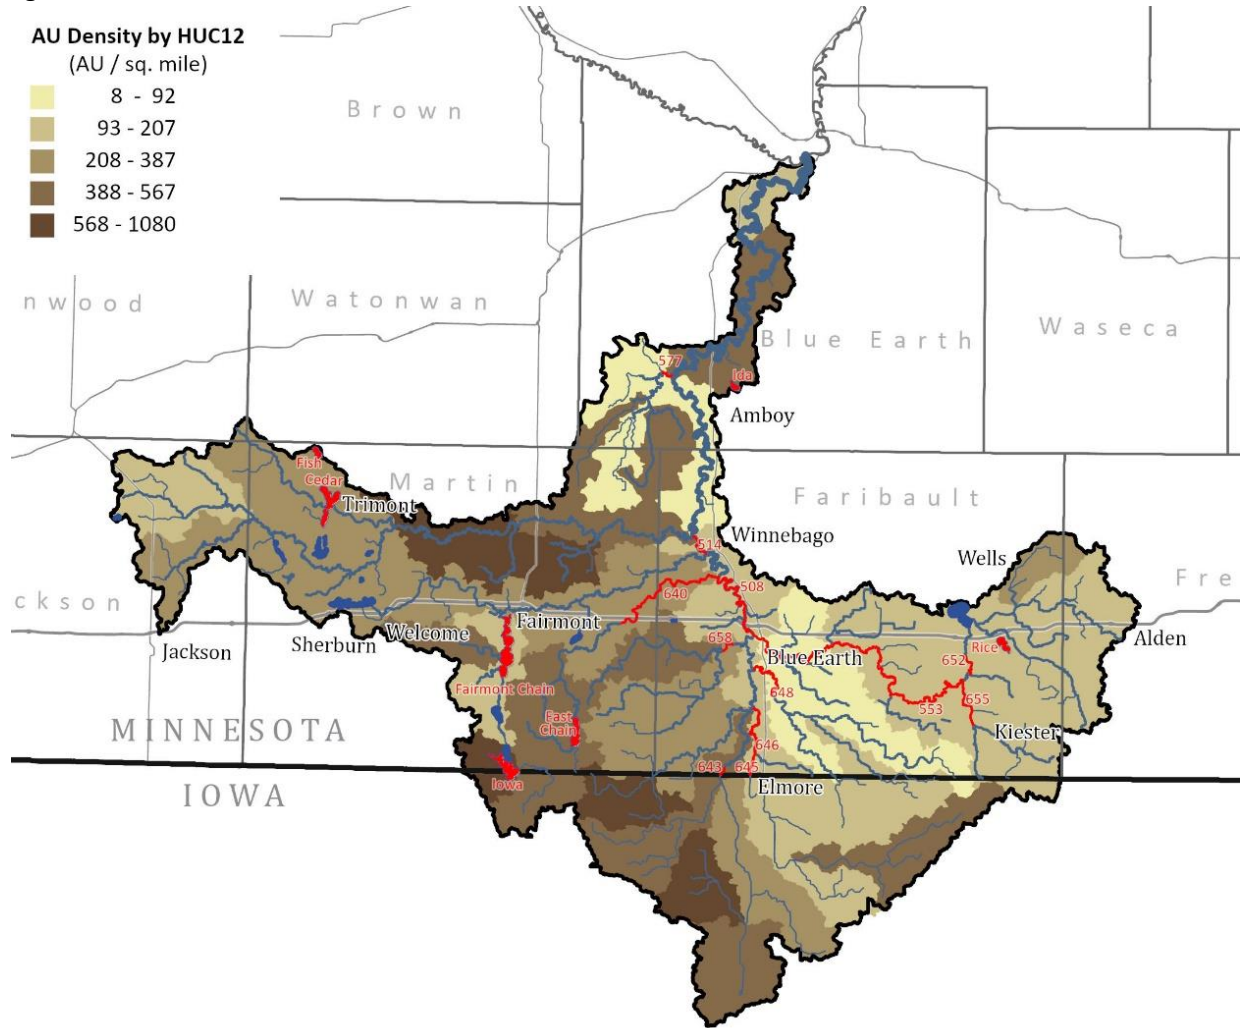 AU Density by HUC12
(AU / sq. mile)
8 - 92
93 - 207
208 - 387
388 - 567
568 - 1080
Brown
nwood
Watonwan
Blue Earth
Waseca
577
Ida
Amboy
Fish
Cedar
Trimont
Martin
Faribault
Winnebago
514
Wells
Fre
ckson
640
508
Jackson
Sherburn
Welcome
Fairmont
658
Blue Earth
652
Rice
Alden
Fairmont Chain
648
553
655
MINNESOTA
East
Chain
646
Kiester
643
645
Iowa
IOWA
Elmore